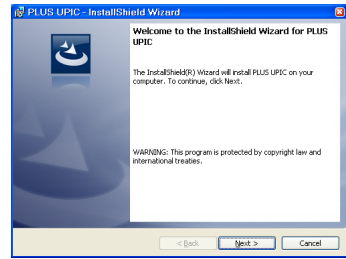 PLUS UPIC - InstallShield Wizard
Welcome to the InstallShield Wizard for PLUS
UPIC
The InstallShield(R) Wizard will install PLUS UPIC on your
computer. To continue, click Next.
WARNING: This program is protected by copyright law and
international treaties.
< Back
Next >
Cancel